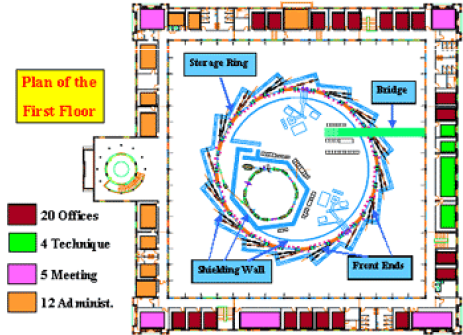 Storage Ring
Bridge
Plan of the
First Floor
20 Offices
4 Technique
5 Meeting
12 Administ.
Shielding Wall
Front Ends